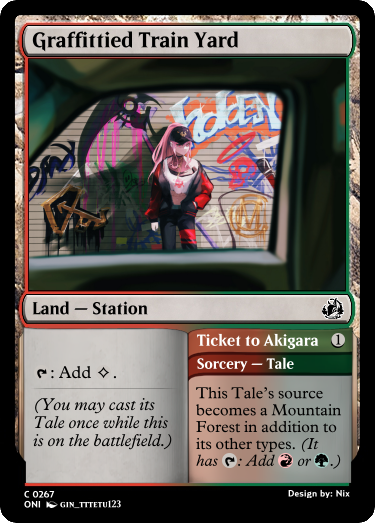 Graffittied Train Yard
hidden
Land — Station
: Add .
(You may cast its
Tale once while this
is on the battlefield.)
Ticket to Akigara 1
Sorcery — Tale
This Tale's source
becomes a Mountain
Forest in addition to
its other types. (It
has : Add or .)
C 0267
ONI GIN_TTTETU123
Design by: Nix